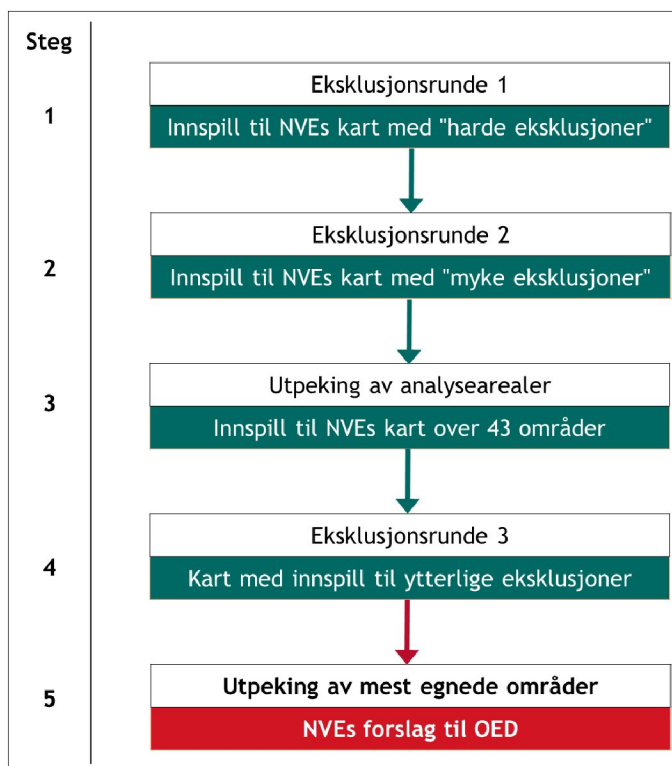 Steg
1
Eksklusjonsrunde 1
Innspill til NVEs kart med "harde eksklusjoner"
2
Eksklusjonsrunde 2
Innspill til NVEs kart med "myke eksklusjoner"
3
Utpeking av analysearealer
Innspill til NVEs kart over 43 områder
4
Eksklusjonsrunde 3
Kart med innspill til ytterlige eksklusjoner
5
Utpeking av mest egnede områder
NVEs forslag til OED